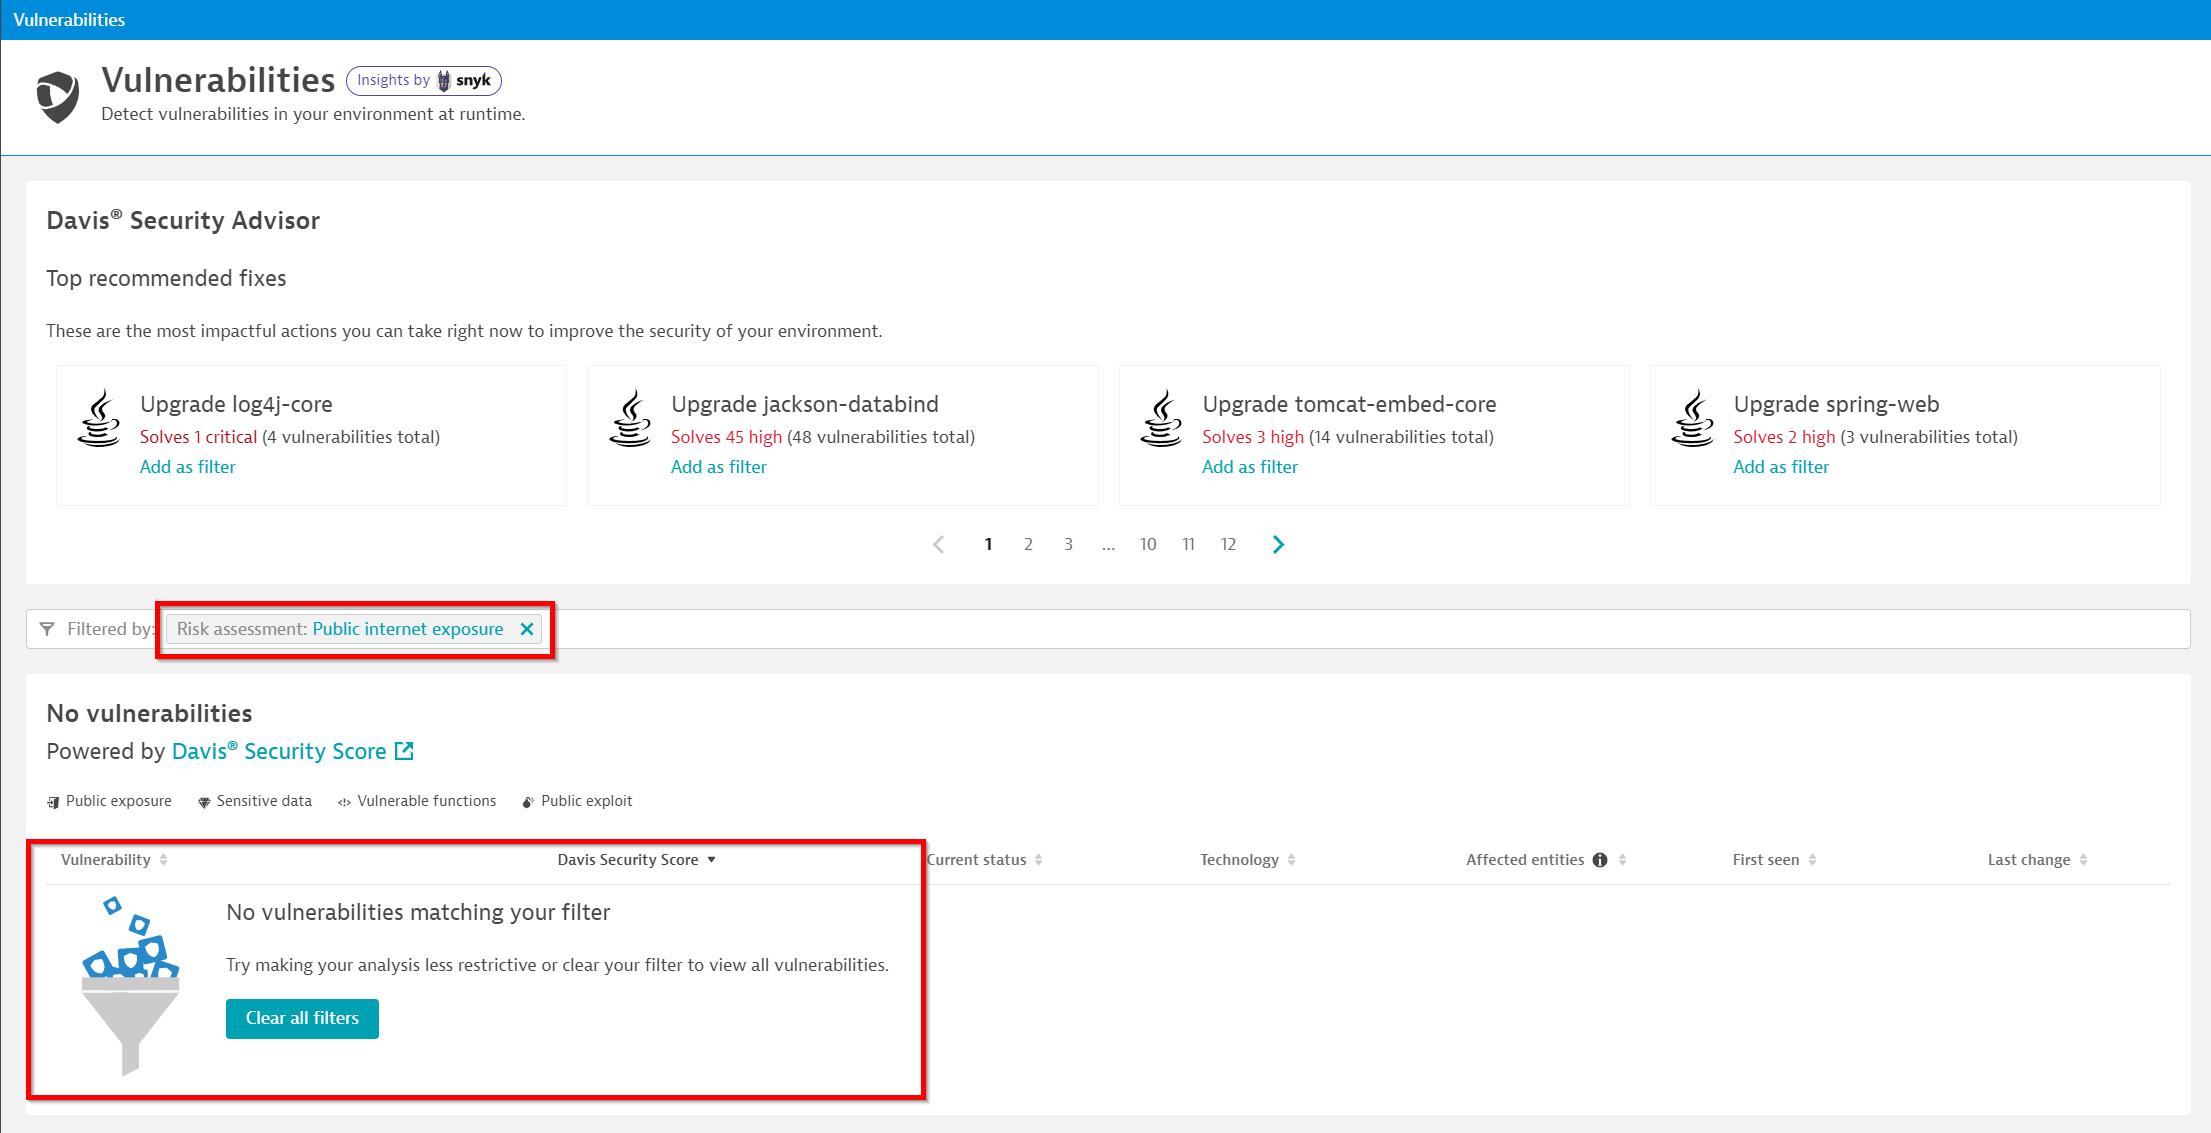 Vulnerabilities
Vulnerabilities Insights by snyk
Detect vulnerabilities in your environment at runtime.
Davis® Security Advisor
Top recommended fixes
These are the most impactful actions you can take right now to improve the security of your environment.
Upgrade log4j-core
Solves 1 critical (4 vulnerabilities total)
Add as filter
Upgrade jackson-databind
Solves 45 high (48 vulnerabilities total)
Add as filter
Upgrade tomcat-embed-core
Solves 3 high (14 vulnerabilities total)
Add as filter
Upgrade spring-web
Solves 2 high (3 vulnerabilities total)
Add as filter
1 2 3 ... 10 11 12
Filtered by: Risk assessment: Public internet exposure
No vulnerabilities
Powered by Davis® Security Score
Public exposure Sensitive data Vulnerable functions Public exploit
Vulnerability Davis Security Score Current status Technology Affected entities First seen Last change
No vulnerabilities matching your filter
Try making your analysis less restrictive or clear your filter to view all vulnerabilities.
Clear all filters